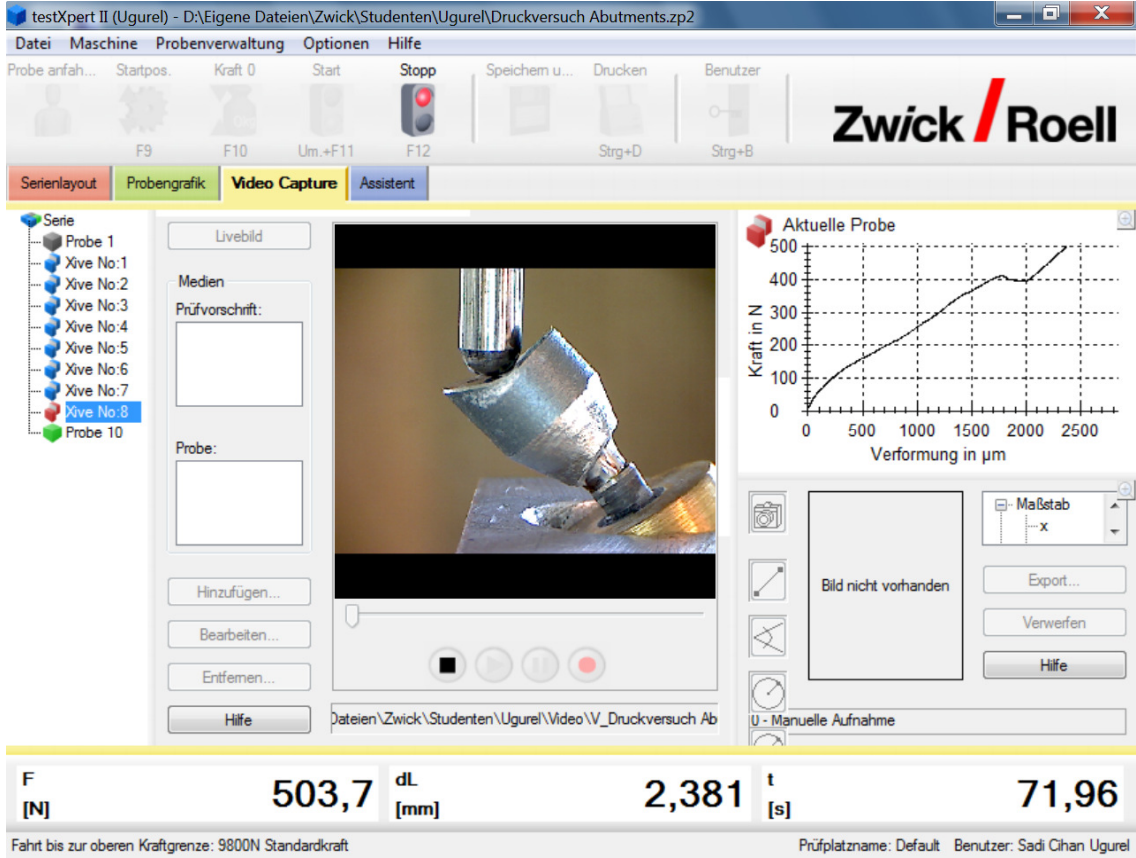 testXpert II (Ugurel) - D:\Eigene Dateien\Zwick\Studenten\Ugurel\Druckversuch Abutments.zp2
Datei Maschine Probenverwaltung Optionen Hilfe
Probe anfah... Startpos. Kraft 0 Start Stopp Speichern u... Drucken Benutzer
F9 F10 Um.+F11 F12 Strg+D Strg+B
Zwick Roell
Serienlayout Probengrafik Video Capture Assistent
Serie
Probe 1
Xive No:1
Xive No:2
Xive No:3
Xive No:4
Xive No:5
Xive No:6
Xive No:7
Xive No:8
Probe 10
Livebild
Medien
Prüfvorschrift:
Probe:
Hinzufügen...
Bearbeiten...
Entfernen...
Hilfe
Dateien\Zwick\Studenten\Ugurel\Video\V_Druckversuch Ab
Aktuelle Probe
Kraft in N
500
400
300
200
100
0
0 500 1000 1500 2000 2500
Verformung in µm
Bild nicht vorhanden
Maßstab
x
Export...
Verwerfen
Hilfe
0 - Manuelle Aufnahme
F [N] 503,7
dL [mm] 2,381
t [s] 71,96
Fahrt bis zur oberen Kraftgrenze: 9800N Standardkraft
Prüfplatzname: Default Benutzer: Sadi Cihan Ugurel